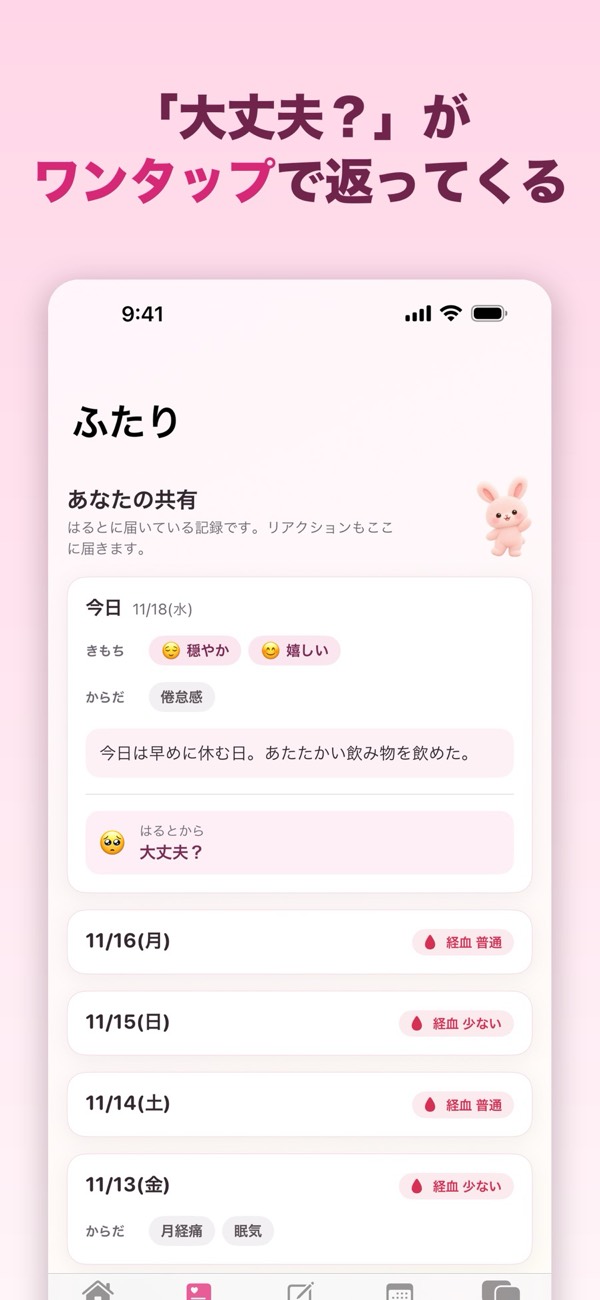 「大丈夫？」が
ワンタップで返ってくる
9:41
ふたり
あなたの共有
はるとに届いている記録です。リアクションもここ
に届きます。
今日 11/18(水)
きもち 穏やか 嬉しい
からだ 倦怠感
今日は早めに休む日。あたたかい飲み物を飲めた。
はるとから
大丈夫？
11/16(月) 経血 普通
11/15(日) 経血 少ない
11/14(土) 経血 普通
11/13(金) 経血 少ない
からだ 月経痛 眠気